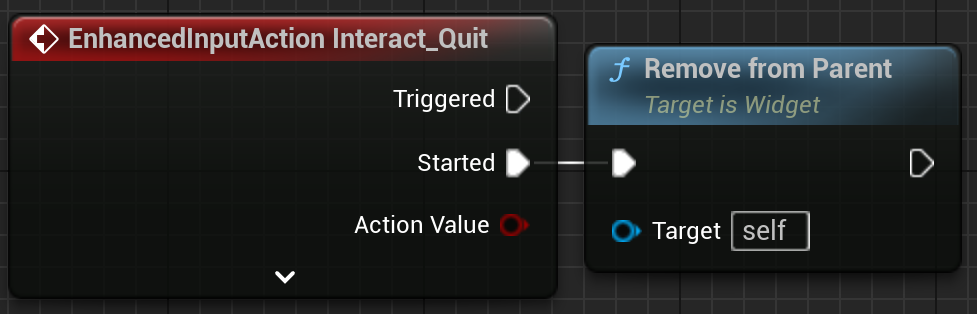 EnhancedInputAction Interact_Quit
Triggered
Started
Action Value
f Remove from Parent
Target is Widget
Target self